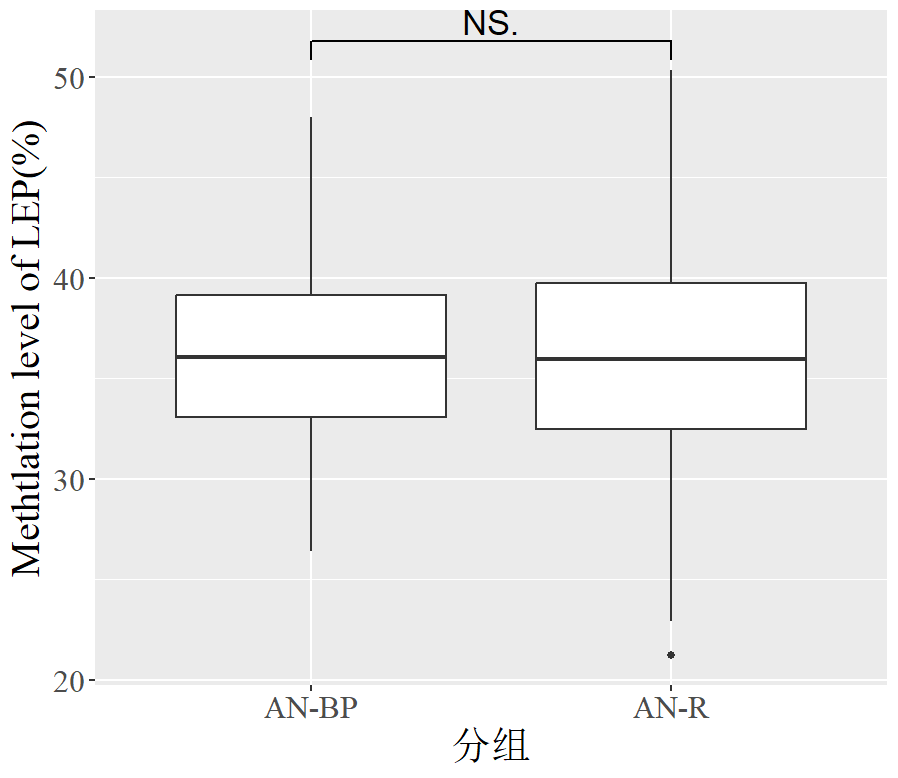 NS.
Methtlation level of LEP(%)
50
40
30
20
AN-BP
AN-R
分组